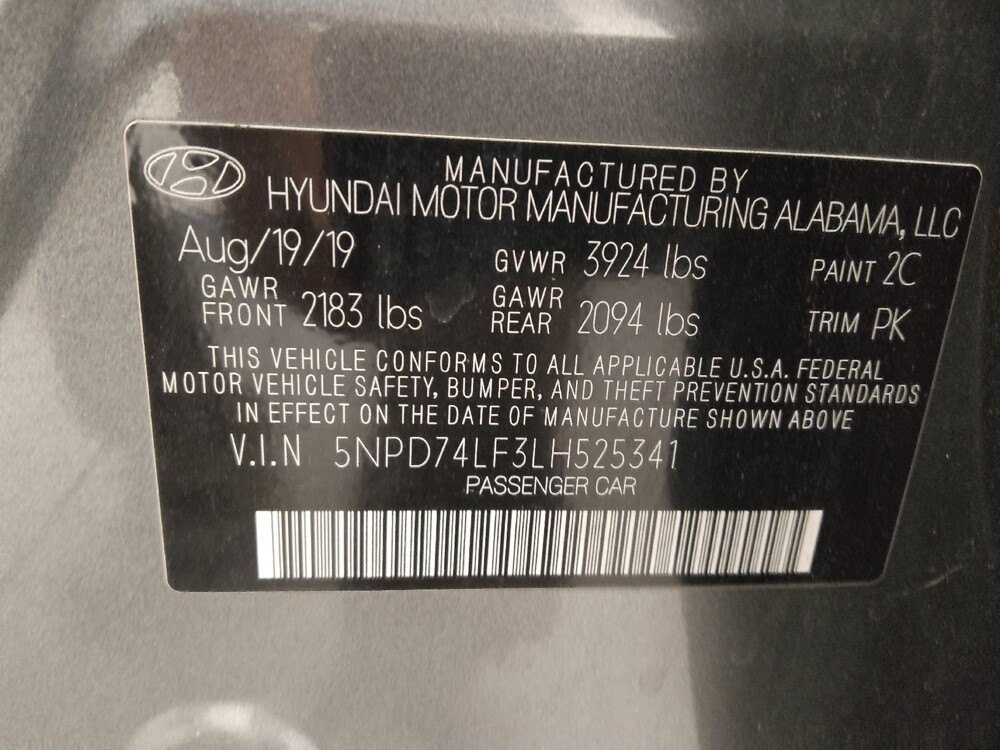 MANUFACTURED BY
HYUNDAI MOTOR MANUFACTURING ALABAMA, LLC
Aug/19/19 GVWR 3924 lbs PAINT 2C
GAWR FRONT 2183 lbs GAWR REAR 2094 lbs TRIM PK
THIS VEHICLE CONFORMS TO ALL APPLICABLE U.S.A. FEDERAL
MOTOR VEHICLE SAFETY, BUMPER, AND THEFT PREVENTION STANDARDS
IN EFFECT ON THE DATE OF MANUFACTURE SHOWN ABOVE
V.I.N 5NPD74LF3LH525341
PASSENGER CAR